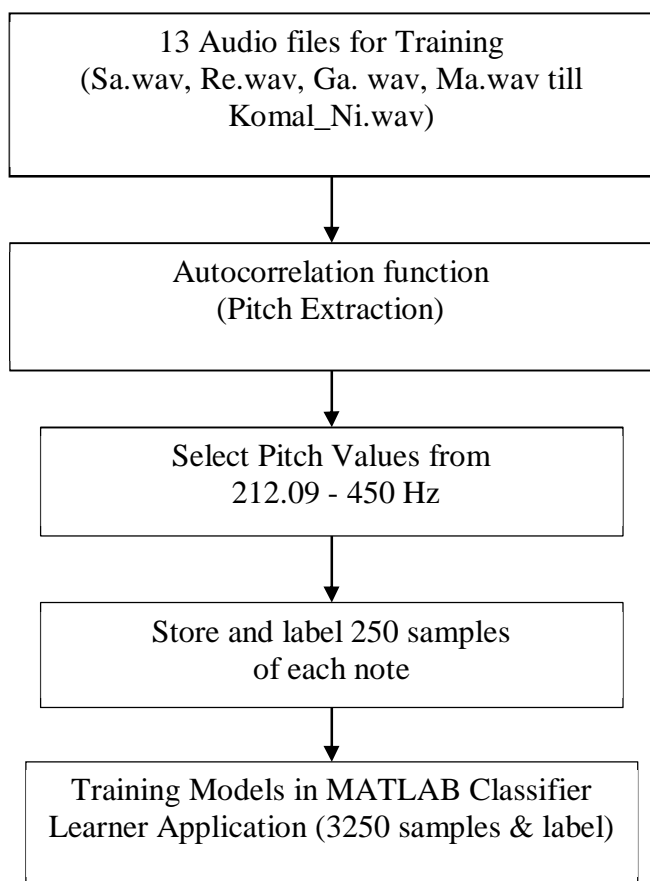 13 Audio files for Training
(Sa.wav, Re.wav, Ga. wav, Ma.wav till
Komal_Ni.wav)
Autocorrelation function
(Pitch Extraction)
Select Pitch Values from
212.09 - 450 Hz
Store and label 250 samples
of each note
Training Models in MATLAB Classifier
Learner Application (3250 samples & label)